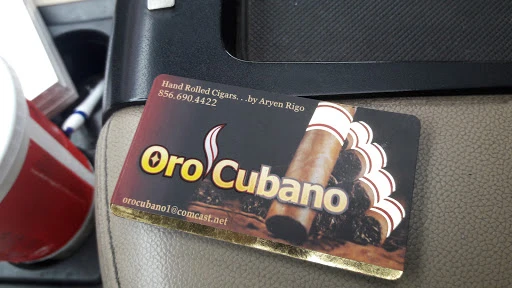 Hand Rolled Cigars. . .by Aryen Rigo
856.690.4422
Oro Cubano
orocubano1@comcast.net